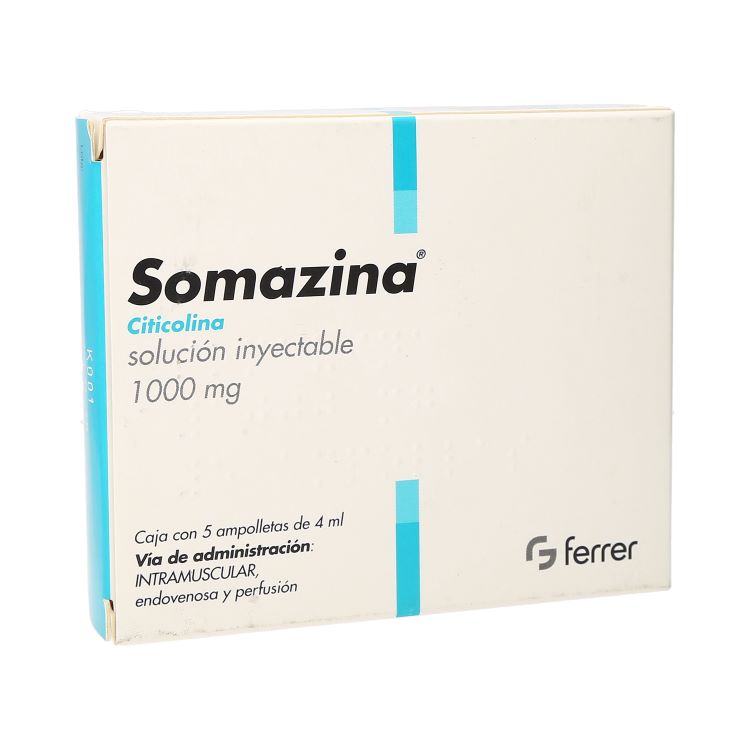 Somazina®
Citicolina
solución inyectable
1000 mg
Caja con 5 ampolletas de 4 ml
Vía de administración:
INTRAMUSCULAR,
endovenosa y perfusión
ferrer
K001